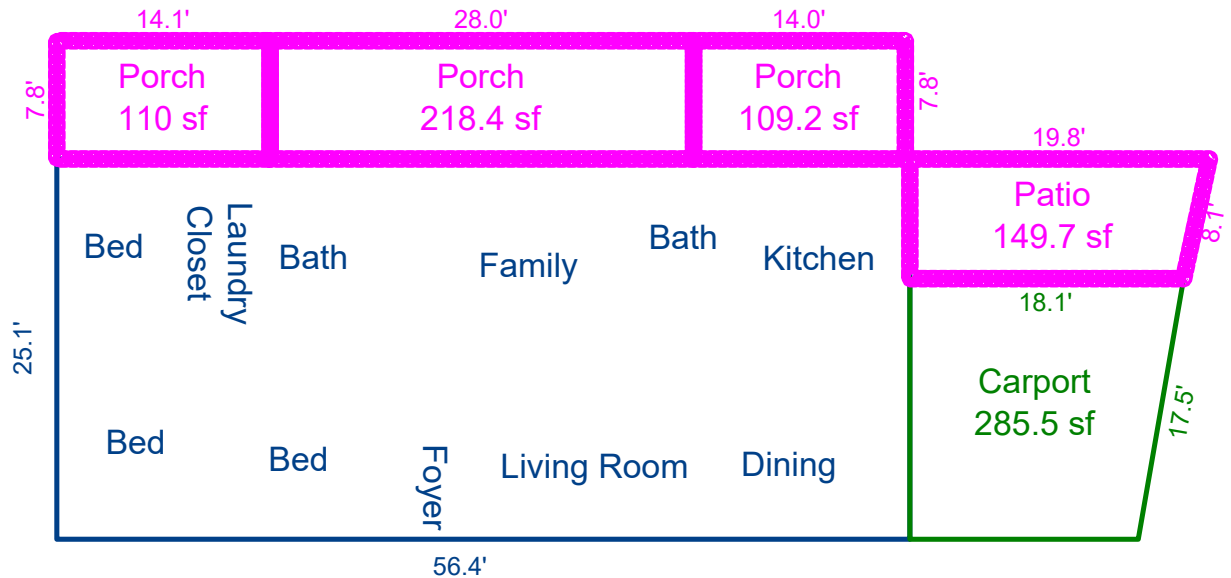 14.1'
28.0'
14.0'
7.8'
Porch
110 sf
Porch
218.4 sf
Porch
109.2 sf
7.8'
19.8'
Patio
149.7 sf
8.1'
18.1'
Bed
Laundry
Closet
Bath
Family
Bath
Kitchen
25.1'
Carport
285.5 sf
17.5'
Bed
Bed
Foyer
Living Room
Dining
56.4'